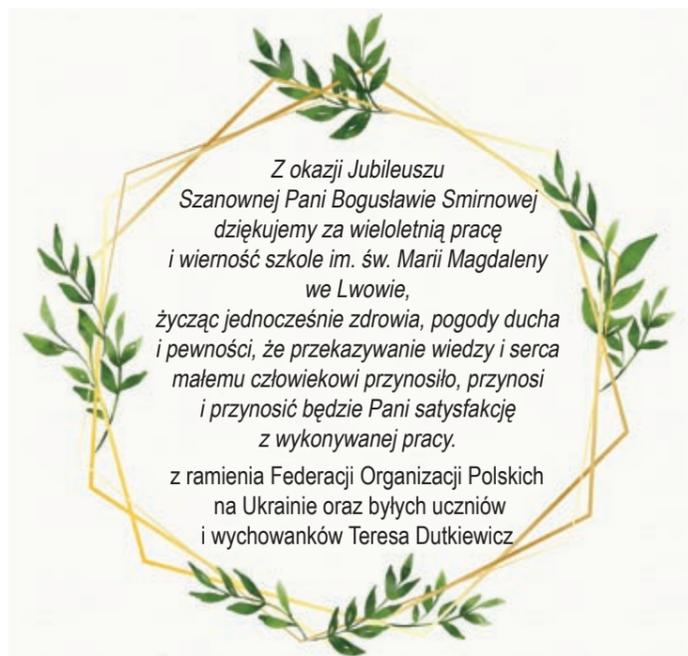 Z okazji Jubileuszu
Szanownej Pani Bogusławie Smirnowej
dziękujemy za wieloletnią pracę
i wierność szkole im. św. Marii Magdaleny
we Lwowie,
życząc jednocześnie zdrowia, pogody ducha
i pewności, że przekazywanie wiedzy i serca
małemu człowiekowi przynosiło, przynosi
i przynosić będzie Pani satysfakcję
z wykonywanej pracy.
z ramienia Federacji Organizacji Polskich
na Ukrainie oraz byłych uczniów
i wychowanków Teresa Dutkiewicz